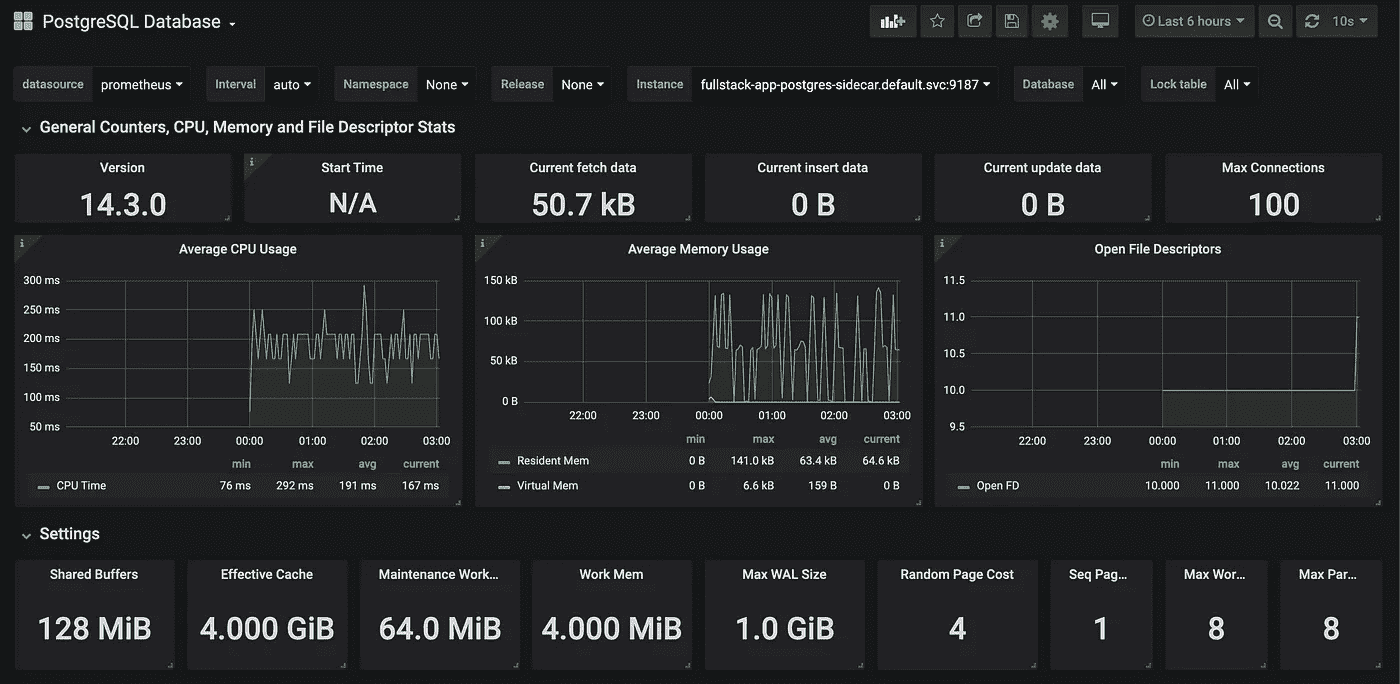 PostgreSQL Database
Last 6 hours 10s
datasource prometheus Interval auto Namespace None Release None Instance fullstack-app-postgres-sidecar.default.svc:9187 Database All Lock table All
General Counters, CPU, Memory and File Descriptor Stats
Version Start Time Current fetch data Current insert data Current update data Max Connections
14.3.0 N/A 50.7 kB 0 B 0 B 100
Average CPU Usage
300 ms
250 ms
200 ms
150 ms
100 ms
50 ms
22:00 23:00 00:00 01:00 02:00 03:00
min max avg current
CPU Time 76 ms 292 ms 191 ms 167 ms
Average Memory Usage
150 kB
100 kB
50 kB
0 B
22:00 23:00 00:00 01:00 02:00 03:00
min max avg current
Resident Mem 0 B 141.0 kB 63.4 kB 64.6 kB
Virtual Mem 0 B 6.6 kB 159 B 0 B
Open File Descriptors
11.5
11.0
10.5
10.0
9.5
22:00 23:00 00:00 01:00 02:00 03:00
min max avg current
Open FD 10.000 11.000 10.022 11.000
Settings
Shared Buffers Effective Cache Maintenance Work... Work Mem Max WAL Size Random Page Cost Seq Pag... Max Wor... Max Par...
128 MiB 4.000 GiB 64.0 MiB 4.000 MiB 1.0 GiB 4 1 8 8